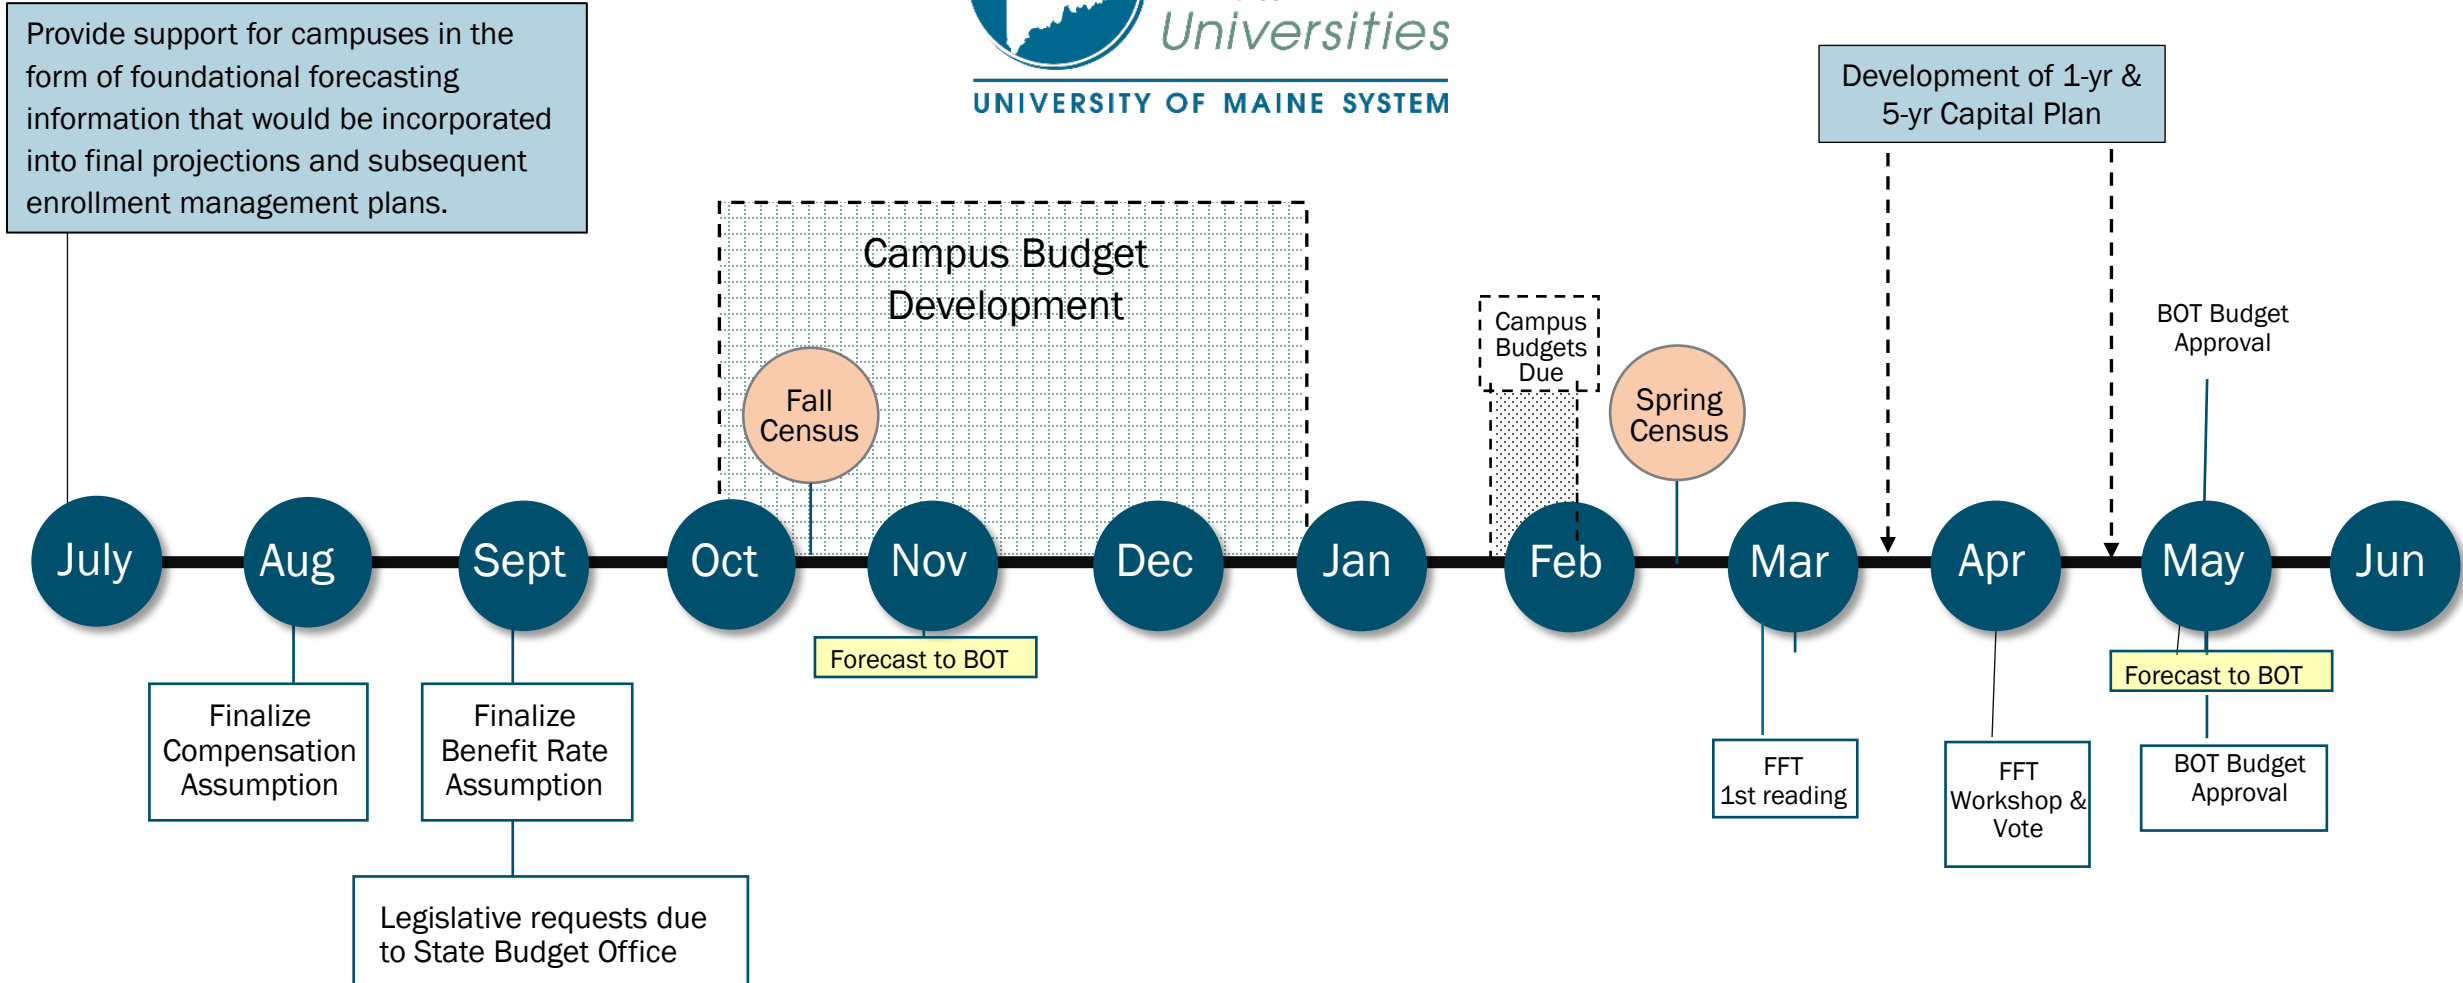 Universities
UNIVERSITY OF MAINE SYSTEM
Provide support for campuses in the
form of foundational forecasting
information that would be incorporated
into final projections and subsequent
enrollment management plans.
Development of 1-yr &
5-yr Capital Plan
Campus Budget
Development
Fall
Census
Campus
Budgets
Due
Spring
Census
BOT Budget
Approval
July
Aug
Sept
Oct
Nov
Dec
Jan
Feb
Mar
Apr
May
Jun
Forecast to BOT
Forecast to BOT
Finalize
Compensation
Assumption
Finalize
Benefit Rate
Assumption
FFT
1st reading
FFT
Workshop &
Vote
BOT Budget
Approval
Legislative requests due
to State Budget Office